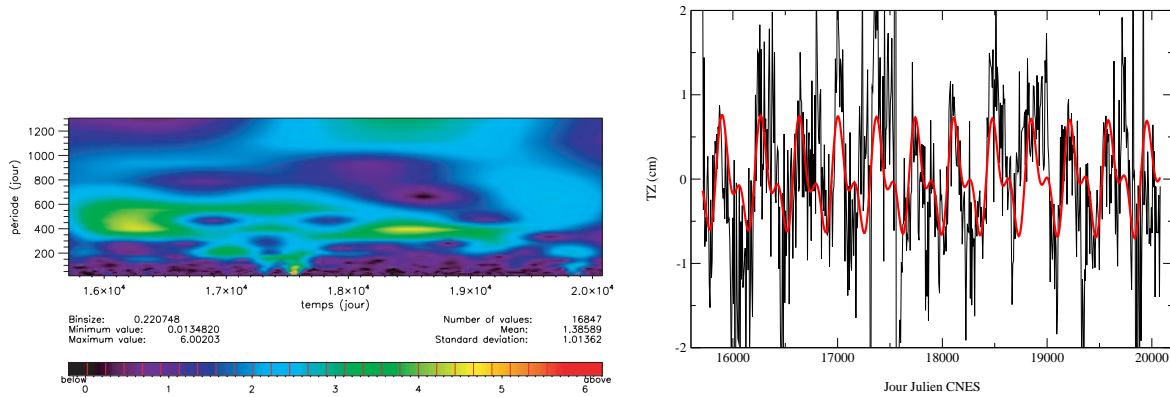 1200
1000
800
600
400
200
période (jour)
1.6×10⁴ 1.7×10⁴ 1.8×10⁴ 1.9×10⁴ 2.0×10⁴
temps (jour)
Binsize: 0.220748
Minimum value: 0.0134820
Maximum value: 6.00203
Number of values: 16847
Mean: 1.38589
Standard deviation: 1.01362
below above
0 1 2 3 4 5 6
2
1
0
-1
-2
TZ (cm)
16000 17000 18000 19000 20000
Jour Julien CNES